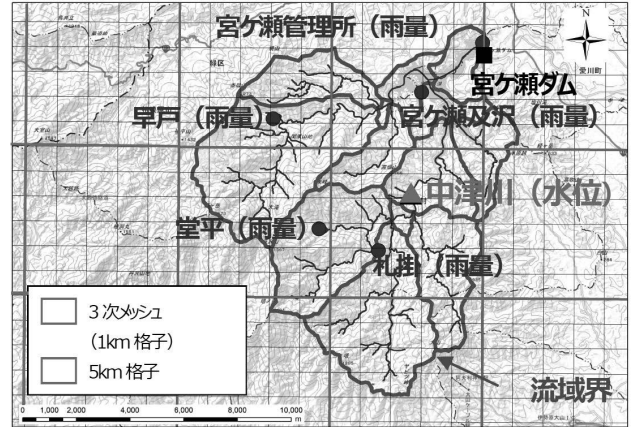 宮ケ瀬管理所（雨量）
N
緑区
愛川町
宮ケ瀬ダム
早戸（雨量）
宮ケ瀬及沢（雨量）
中津川（水位）
堂平（雨量）
札掛（雨量）
3次メッシュ
（1km格子）
5km格子
流域界
0 1,000 2,000 4,000 6,000 8,000 10,000
m